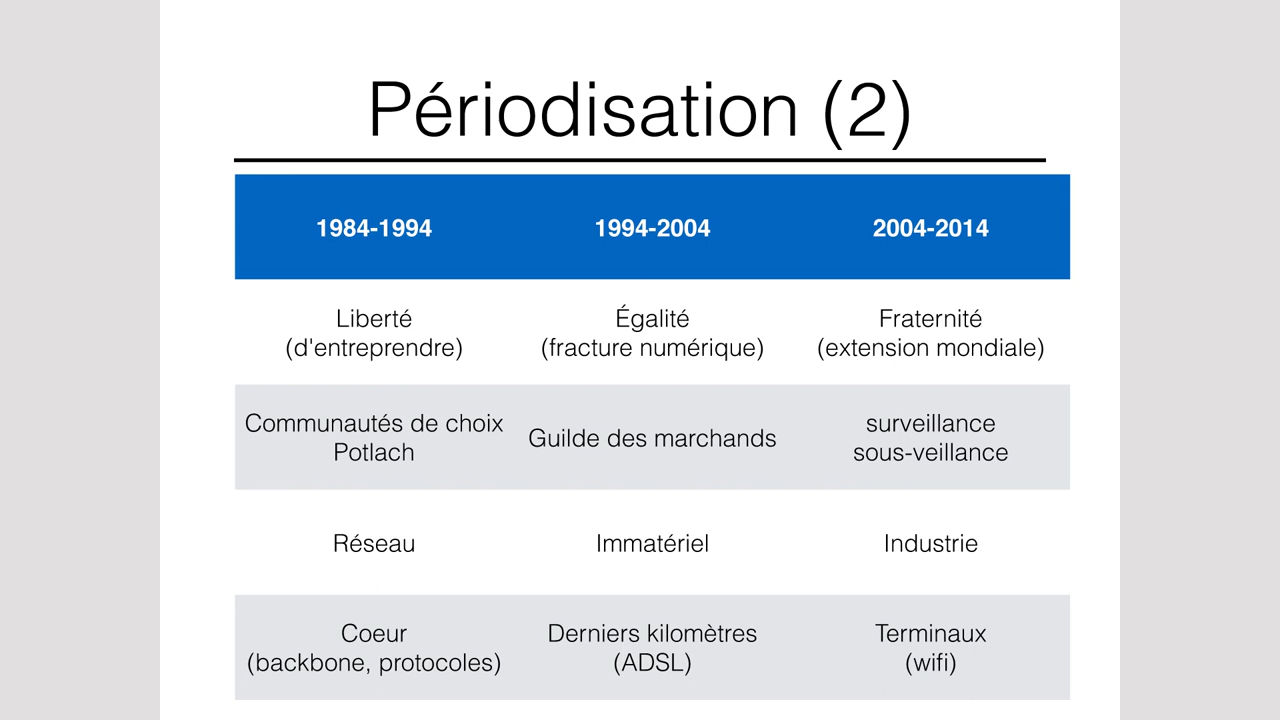 Périodisation (2)
1984-1994 1994-2004 2004-2014
Liberté Égalité Fraternité
(d'entreprendre) (fracture numérique) (extension mondiale)
Communautés de choix
Potlach
Guilde des marchands
surveillance
sous-veillance
Réseau Immatériel Industrie
Coeur Derniers kilomètres Terminaux
(backbone, protocoles) (ADSL) (wifi)